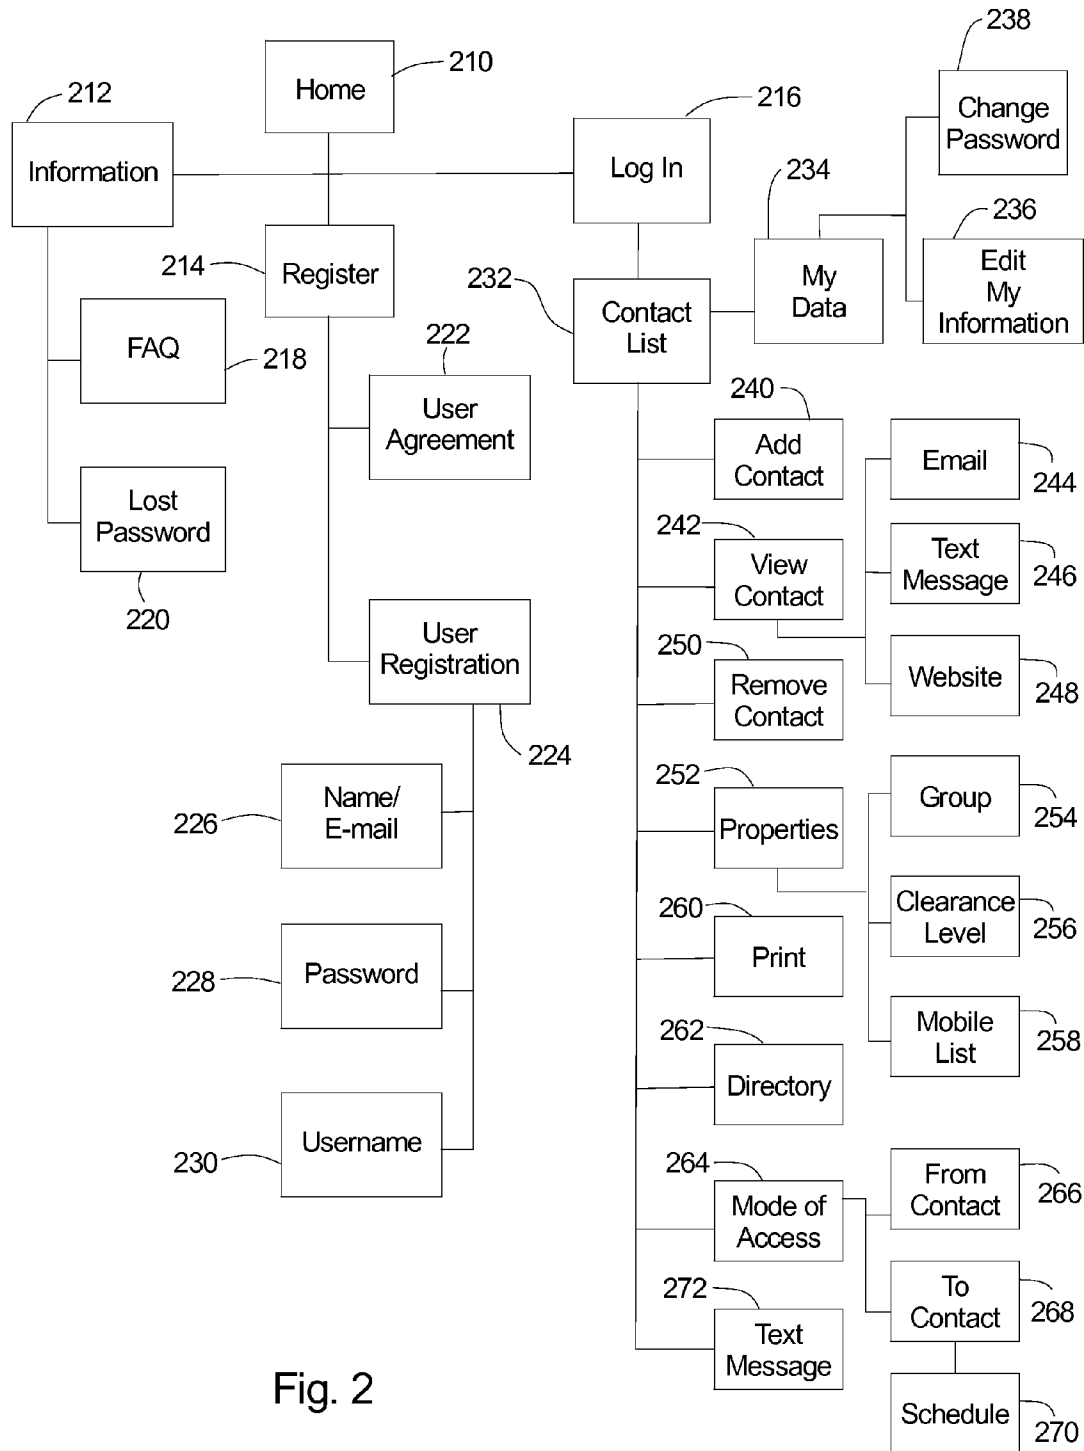 238
210
Home
212
216
Change
Password
Information
Log In
234
236
214
Register
232
My
Data
Edit
My
Information
Contact
List
FAQ
218
222
240
User
Agreement
Add
Contact
Email
244
Lost
Password
242
220
View
Contact
Text
Message
246
User
Registration
250
Remove
Contact
Website
248
224
252
Name/
E-mail
226
Properties
Group
254
260
Clearance
Level
256
228
Password
Print
262
Mobile
List
258
Directory
230
Username
264
From
Contact
266
Mode of
Access
272
To
Contact
268
Text
Message
Fig. 2
Schedule
270